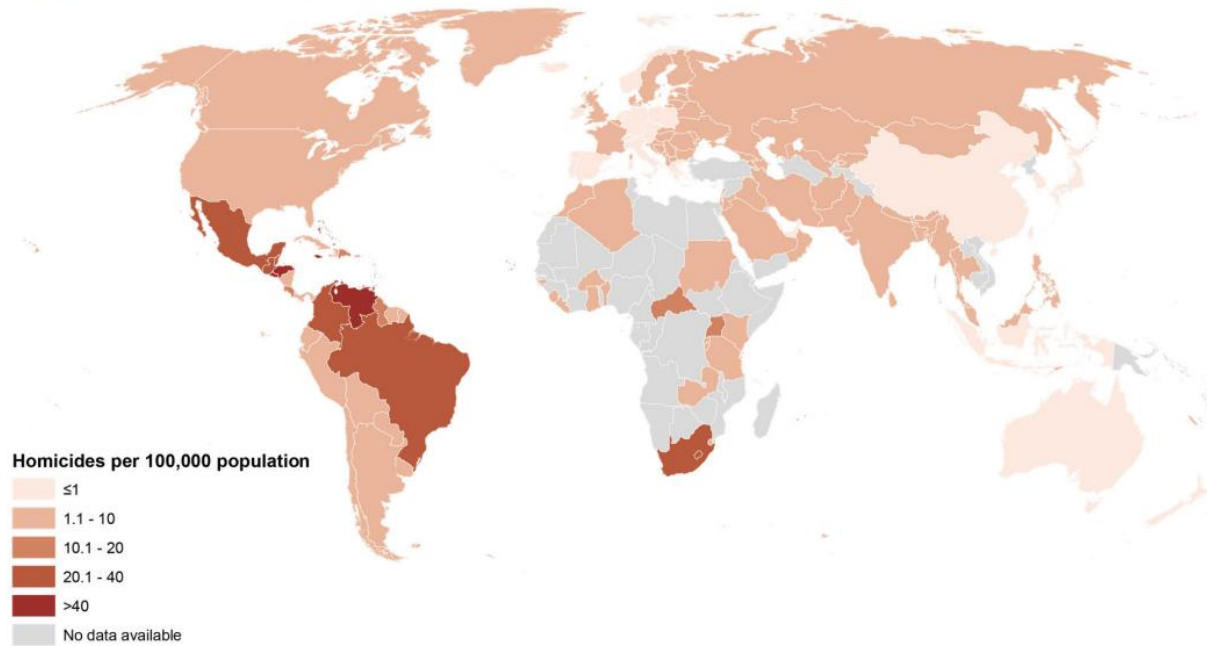 Homicides per 100,000 population
≤1
1.1 - 10
10.1 - 20
20.1 - 40
>40
No data available